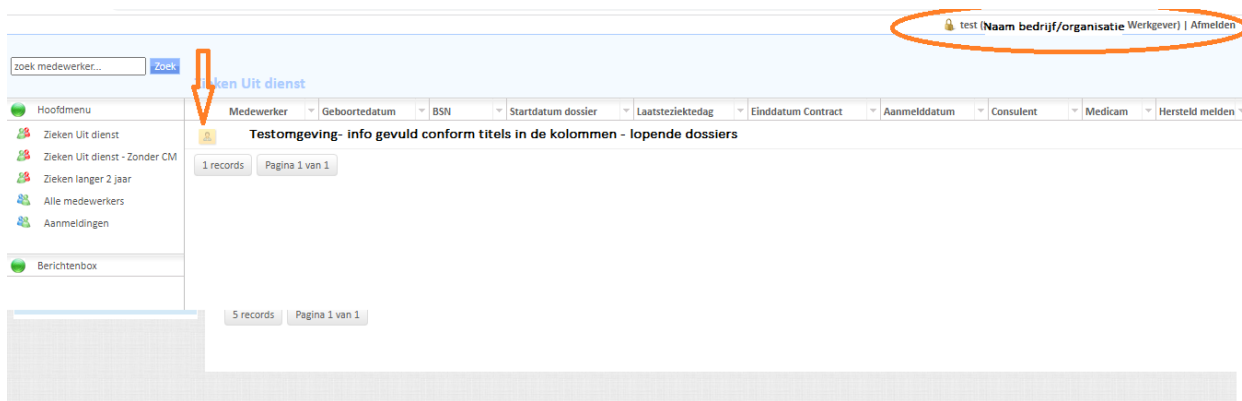 test (Naam bedrijf/organisatie Werkgever) | Afmelden
zoek medewerker... Zoek
Zieken Uit dienst
Hoofdmenu
Zieken Uit dienst
Zieken Uit dienst - Zonder CM
Zieken langer 2 jaar
Alle medewerkers
Aanmeldingen
Berichtenbox
Medewerker Geboortedatum BSN Startdatum dossier Laatsteziektedag Einddatum Contract Aanmelddatum Consulent Medicam Hersteld melden
Testomgeving- info gevuld conform titels in de kolommen - lopende dossiers
1 records Pagina 1 van 1
5 records Pagina 1 van 1